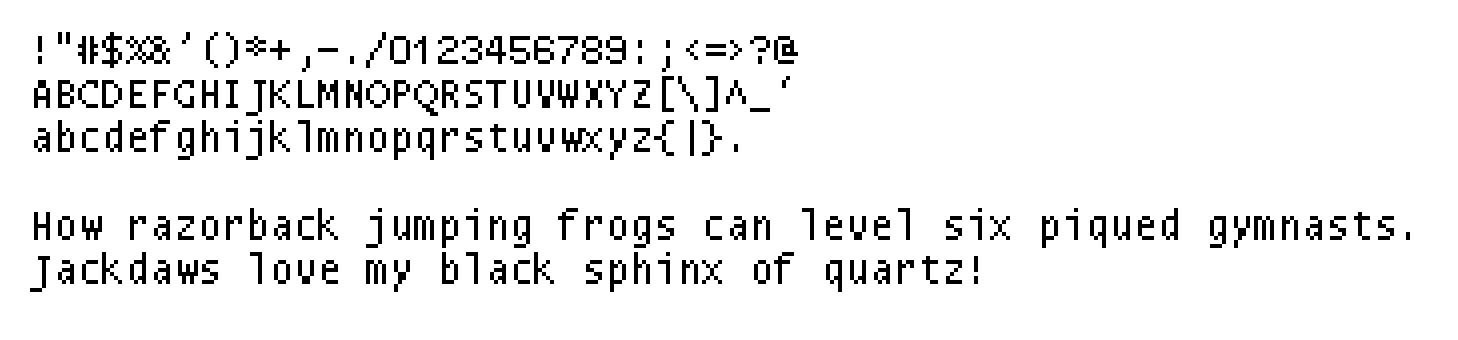 !"#$%&'()*+,-./0123456789:;<=>?@
ABCDEFGHIJKLMNOPQRSTUVWXYZ[\]^_´
abcdefghijklmnopqrstuvwxyz{|}.
How razorback jumping frogs can level six piqued gymnasts.
Jackdaws love my black sphinx of quartz!